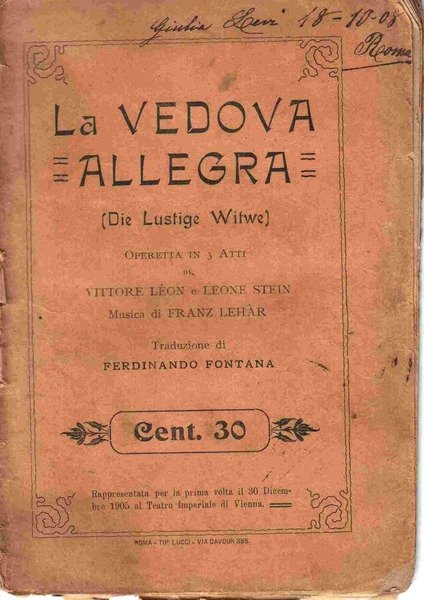 Giulia Levi 18-10-08
Roma
La VEDOVA
ALLEGRA
(Die Lustige Witwe)
OPERETTA IN 3 ATTI
DI
VITTORE LÉON e LEONE STEIN
Musica di FRANZ LEHÀR
Traduzione di
FERDINANDO FONTANA
Cent. 30
Rappresentata per la prima volta il 30 Dicem-
bre 1905 al Teatro Imperiale di Vienna.
ROMA - TIP. LUCCI - VIA CAVOUR 325.